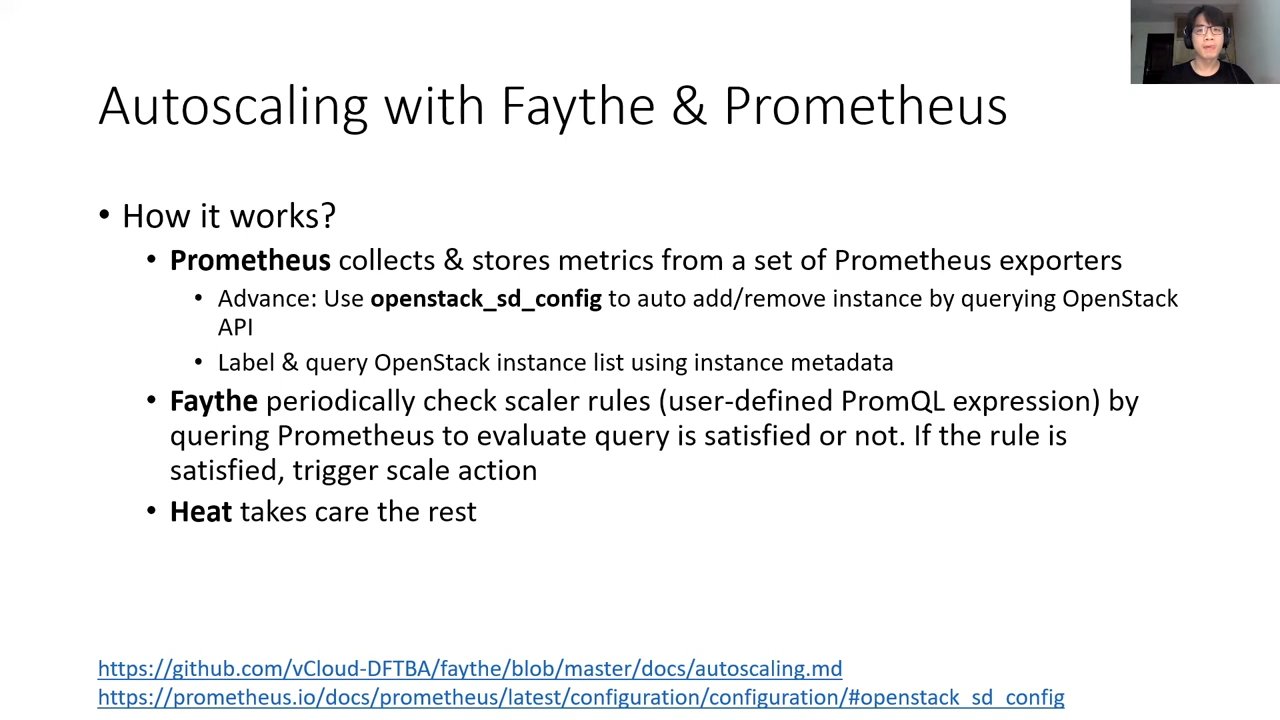 Autoscaling with Faythe & Prometheus
• How it works?
• Prometheus collects & stores metrics from a set of Prometheus exporters
• Advance: Use openstack_sd_config to auto add/remove instance by querying OpenStack
API
• Label & query OpenStack instance list using instance metadata
• Faythe periodically check scaler rules (user-defined PromQL expression) by
quering Prometheus to evaluate query is satisfied or not. If the rule is
satisfied, trigger scale action
• Heat takes care the rest
https://github.com/vCloud-DFTBA/faythe/blob/master/docs/autoscaling.md
https://prometheus.io/docs/prometheus/latest/configuration/configuration/#openstack_sd_config